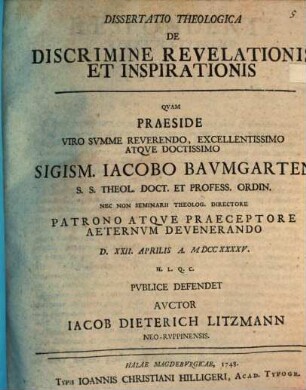 5
DISSERTATIO THEOLOGICA
DE
DISCRIMINE REVELATIONIS
ET INSPIRATIONIS
QVAM
PRAESIDE
VIRO SVMME REVERENDO, EXCELLENTISSIMO
ATQVE DOCTISSIMO
SIGISM. IACOBO BAVMGARTEN
S. S. THEOL. DOCT. ET PROFESS. ORDIN.
NEC NON SEMINARII THEOLOG. DIRECTORE
PATRONO ATQVE PRAECEPTORE
AETERNVM DEVENERANDO
D. XXII. APRILIS A. MDCCXXXXV.
H. L. Q. C.
PVBLICE DEFENDET
AVCTOR
IACOB DIETERICH LITZMANN
NEO-RVPPINENSIS.
HALAE MAGDEBVRGICAE, 1748.
TYPIS IOANNIS CHRISTIANI HILLIGERI, ACAD. TYPOGR.